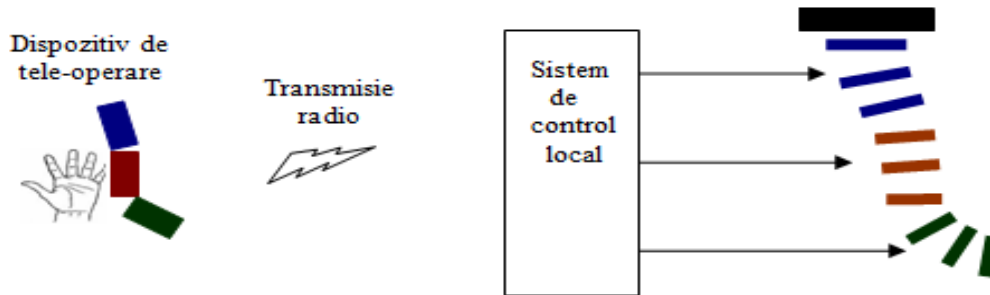 Dispozitiv de
tele-operare
Transmisie
radio
Sistem
de
control
local